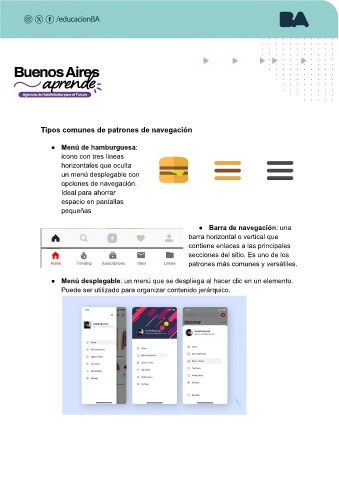 /educacionBA
BA
Buenos Aires
aprende
Agencia de Habilidades para el Futuro
Tipos comunes de patrones de navegación
● Menú de hamburguesa:
icono con tres líneas
horizontales que oculta
un menú desplegable con
opciones de navegación.
Ideal para ahorrar
espacio en pantallas
pequeñas
● Barra de navegación: una
barra horizontal o vertical que
contiene enlaces a las principales
secciones del sitio. Es uno de los
patrones más comunes y versátiles.
Home Trending Subscriptions Inbox Library
● Menú desplegable: un menú que se despliega al hacer clic en un elemento.
Puede ser utilizado para organizar contenido jerárquico.
Discover